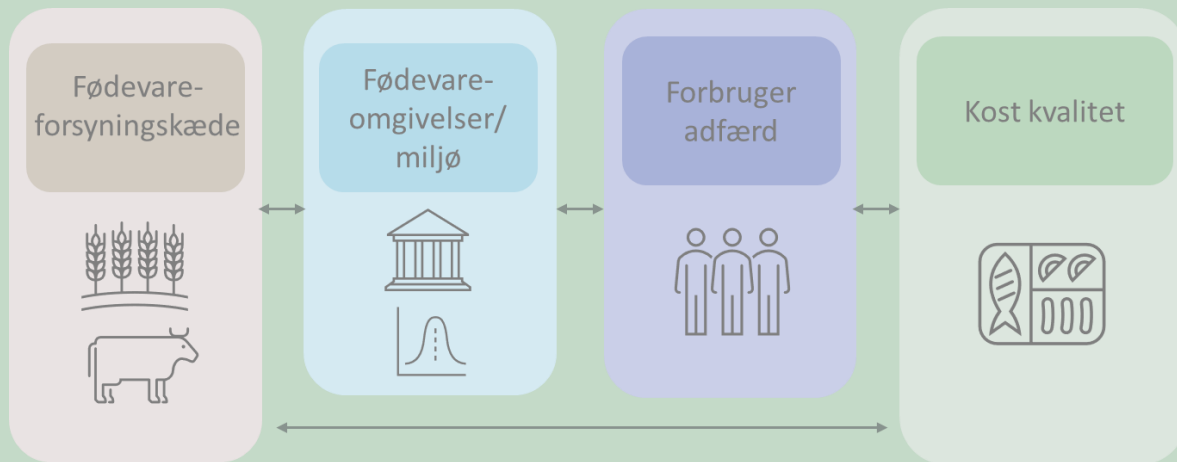 Fødevare-
forsyningskæde
Fødevare-
omgivelser/
miljø
Forbruger
adfærd
Kost kvalitet